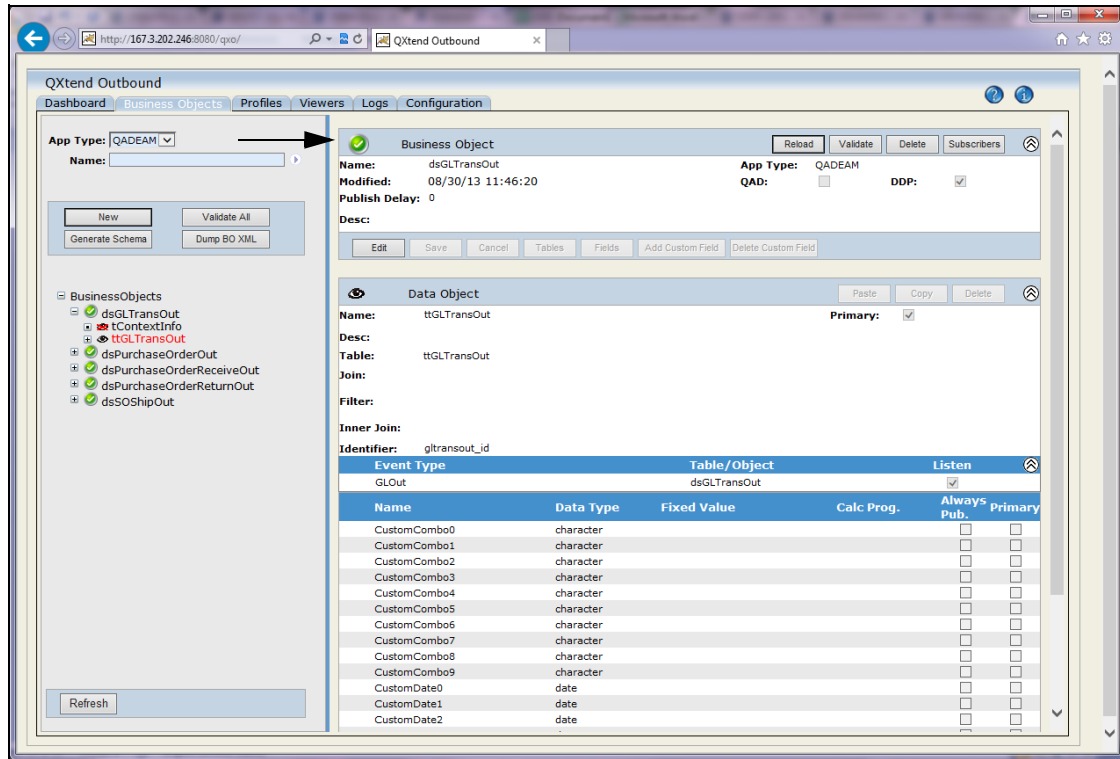 http://167.3.202.246:8080/qxo/
QXtend Outbound
QXtend Outbound
Dashboard Business Objects Profiles Viewers Logs Configuration
App Type: QADEAM
Name:
New Validate All
Generate Schema Dump BO XML
BusinessObjects
dsGLTransOut
tContextInfo
ttGLTransOut
dsPurchaseOrderOut
dsPurchaseOrderReceiveOut
dsPurchaseOrderReturnOut
dsSOShipOut
Refresh
Business Object Reload Validate Delete Subscribers
Name: dsGLTransOut App Type: QADEAM
Modified: 08/30/13 11:46:20 QAD: DDP:
Publish Delay: 0
Desc:
Edit Save Cancel Tables Fields Add Custom Field Delete Custom Field
Data Object Paste Copy Delete
Name: ttGLTransOut Primary:
Desc:
Table: ttGLTransOut
Join:
Filter:
Inner Join:
Identifier: gltransout_id
Event Type Table/Object Listen
GLOut dsGLTransOut
Name Data Type Fixed Value Calc Prog. Always Pub. Primary
CustomCombo0 character
CustomCombo1 character
CustomCombo2 character
CustomCombo3 character
CustomCombo4 character
CustomCombo5 character
CustomCombo6 character
CustomCombo7 character
CustomCombo8 character
CustomCombo9 character
CustomDate0 date
CustomDate1 date
CustomDate2 date